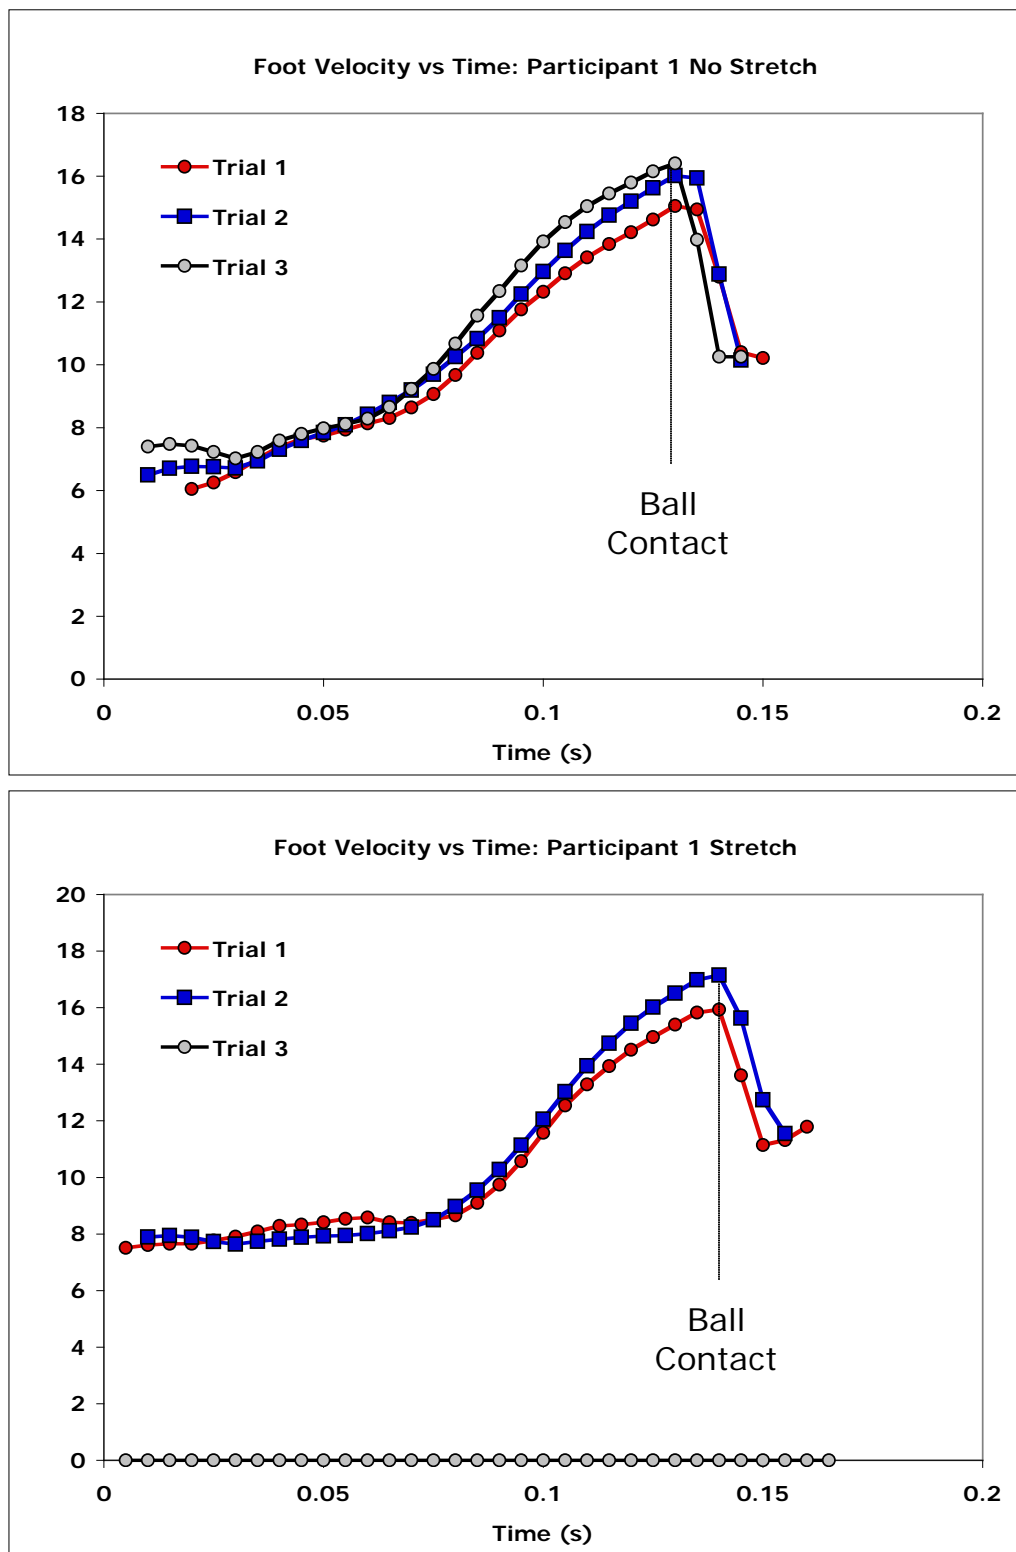 Foot Velocity vs Time: Participant 1 No Stretch
18
16
14
12
10
8
6
4
2
0
Trial 1
Trial 2
Trial 3
Ball
Contact
0 0.05 0.1 0.15 0.2
Time (s)
Foot Velocity vs Time: Participant 1 Stretch
20
18
16
14
12
10
8
6
4
2
0
Trial 1
Trial 2
Trial 3
Ball
Contact
0 0.05 0.1 0.15 0.2
Time (s)